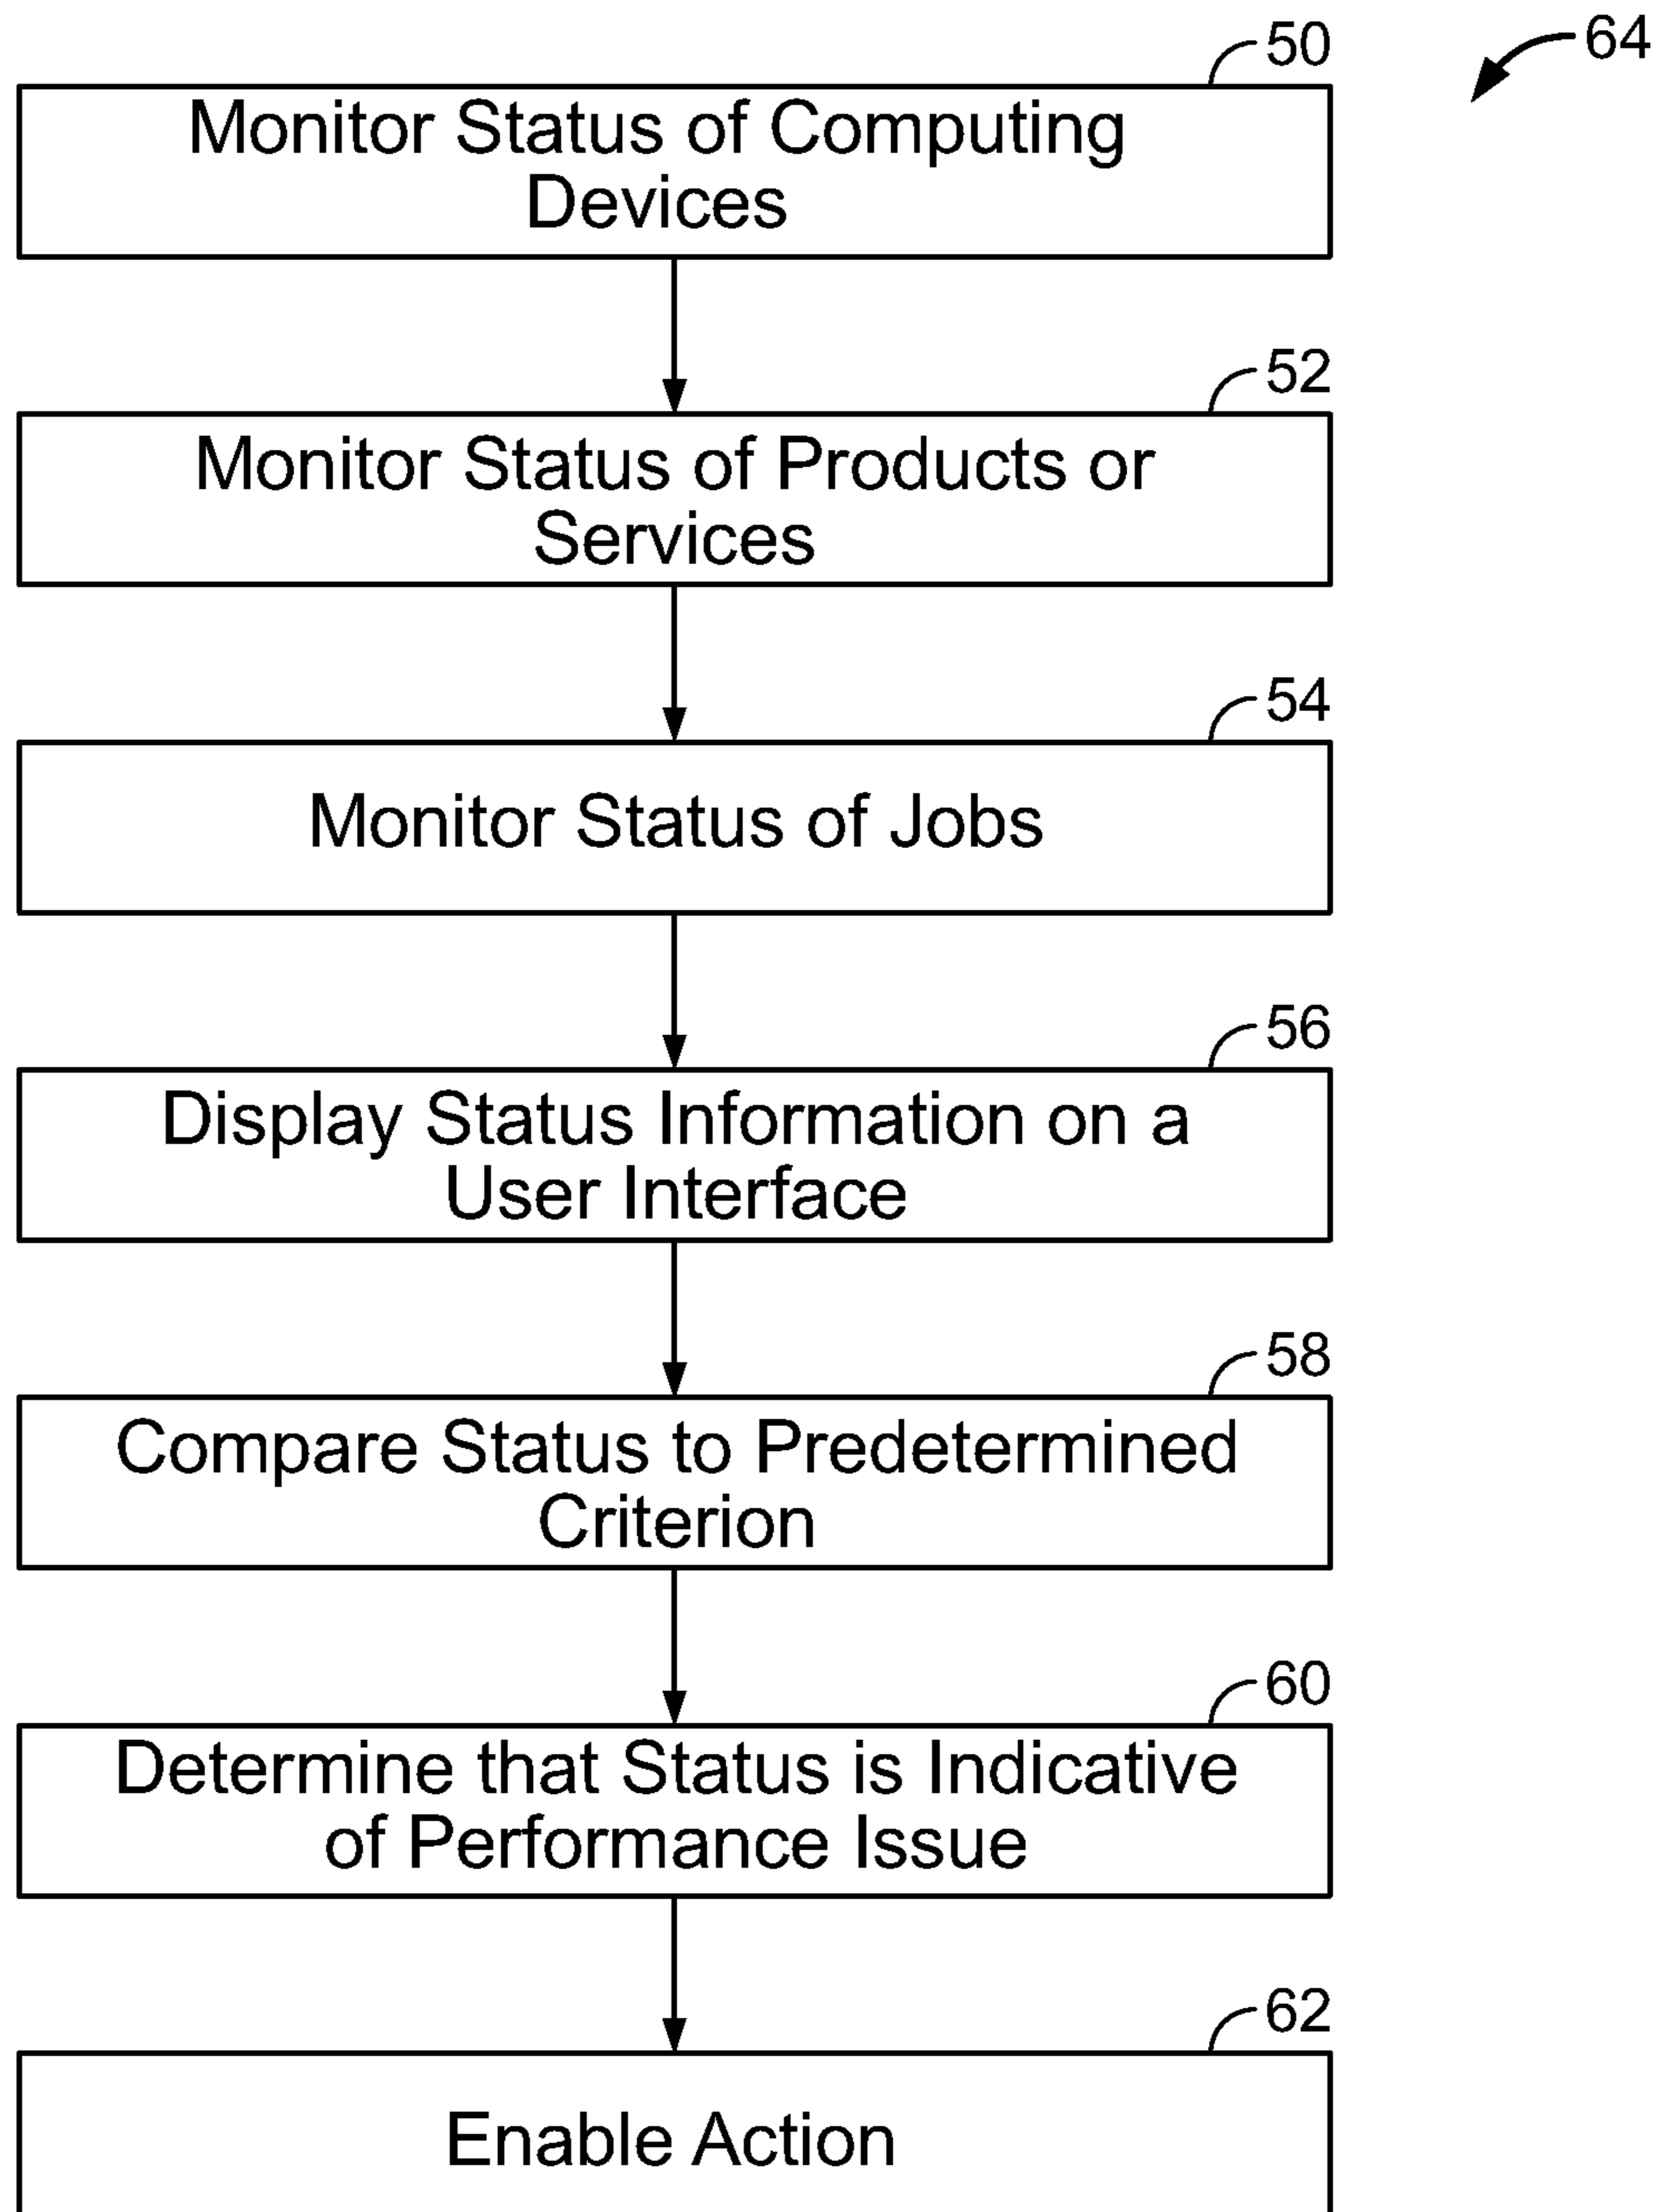 64
50
Monitor Status of Computing
Devices
52
Monitor Status of Products or
Services
54
Monitor Status of Jobs
56
Display Status Information on a
User Interface
58
Compare Status to Predetermined
Criterion
60
Determine that Status is Indicative
of Performance Issue
62
Enable Action